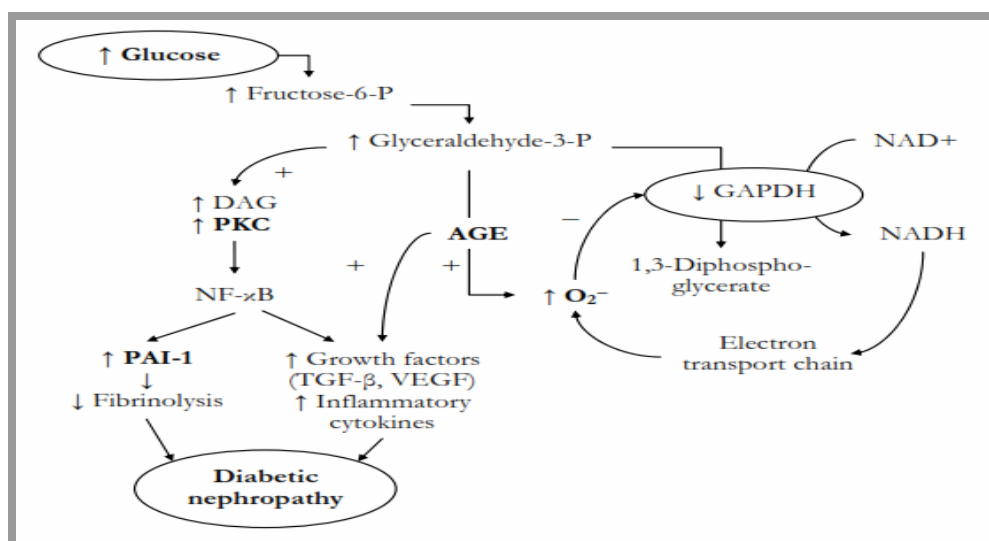 ↑ Glucose
↑ Fructose-6-P
↑ Glyceraldehyde-3-P
NAD+
+
↓ GAPDH
↑ DAG
↑ PKC
−
AGE
NADH
+
+
1,3-Diphospho-
glycerate
NF-κB
↑ O₂⁻
Electron
transport chain
↑ PAI-1
↓
↓ Fibrinolysis
↑ Growth factors
(TGF-β, VEGF)
↑ Inflammatory
cytokines
Diabetic
nephropathy